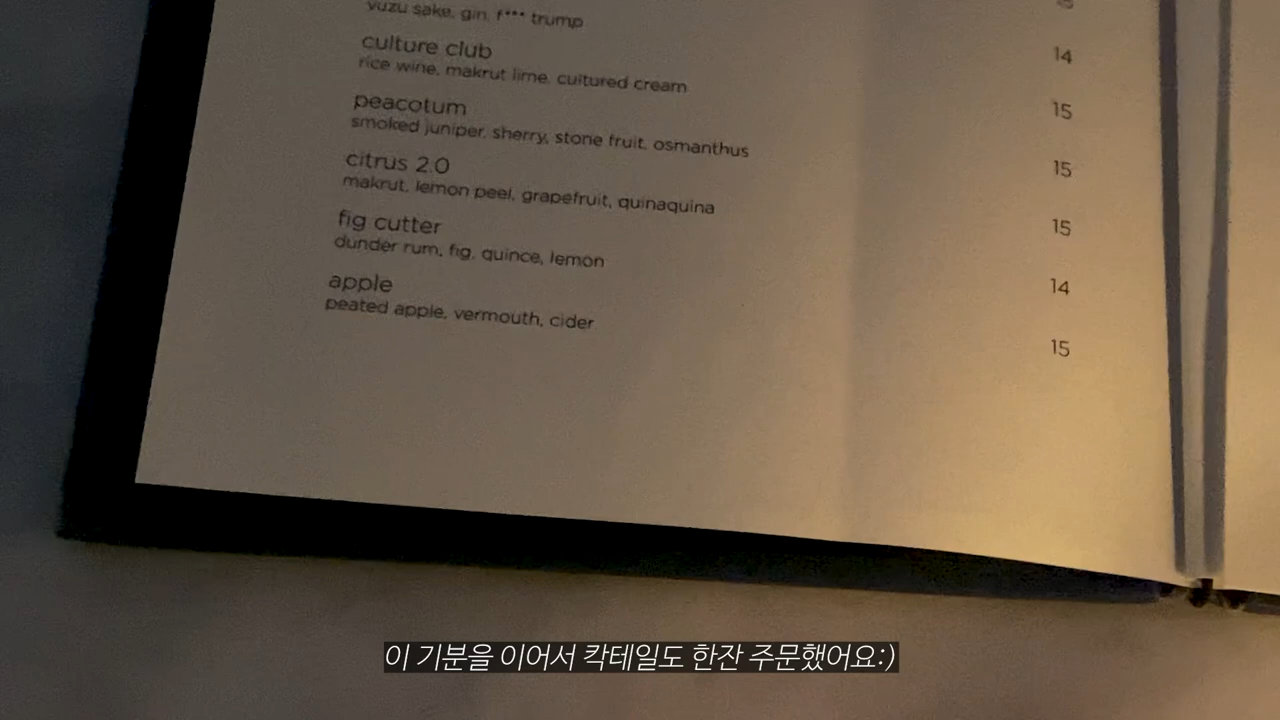 yuzu sake, gin, f*** trump
culture club
14
rice wine, makrut lime, cultured cream
peacotum
15
smoked juniper, sherry, stone fruit, osmanthus
citrus 2.0
15
makrut, lemon peel, grapefruit, quinaquina
fig cutter
15
dunder rum, fig, quince, lemon
apple
14
peated apple, vermouth, cider
15
이 기분을 이어서 칵테일도 한잔 주문했어요:)